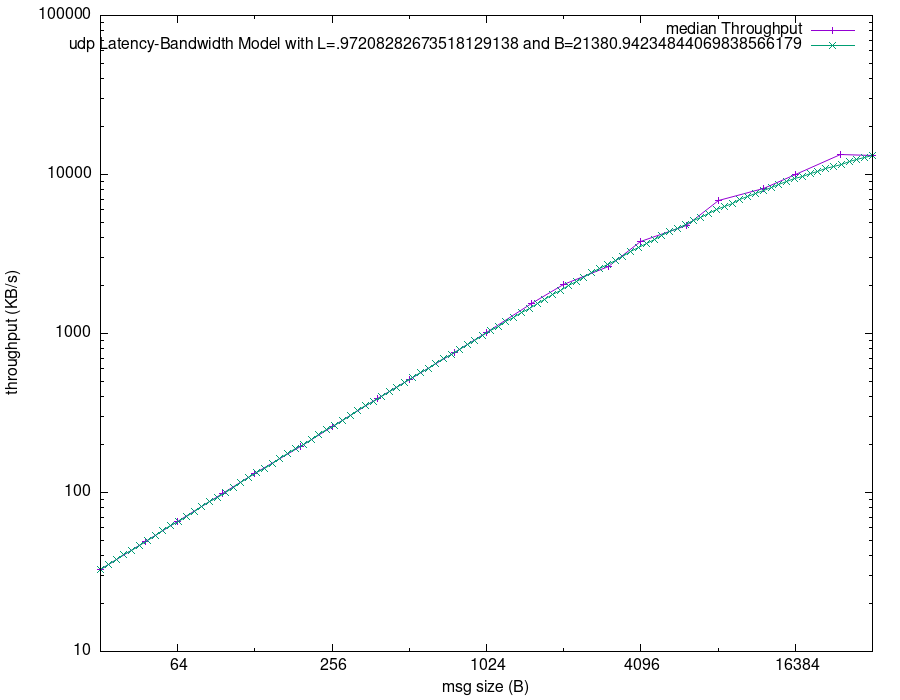 100000
median Throughput
udp Latency-Bandwidth Model with L=.97208282673518129138 and B=21380.94234844069838566179
10000
throughput (KB/s)
1000
100
10
64 256 1024 4096 16384
msg size (B)